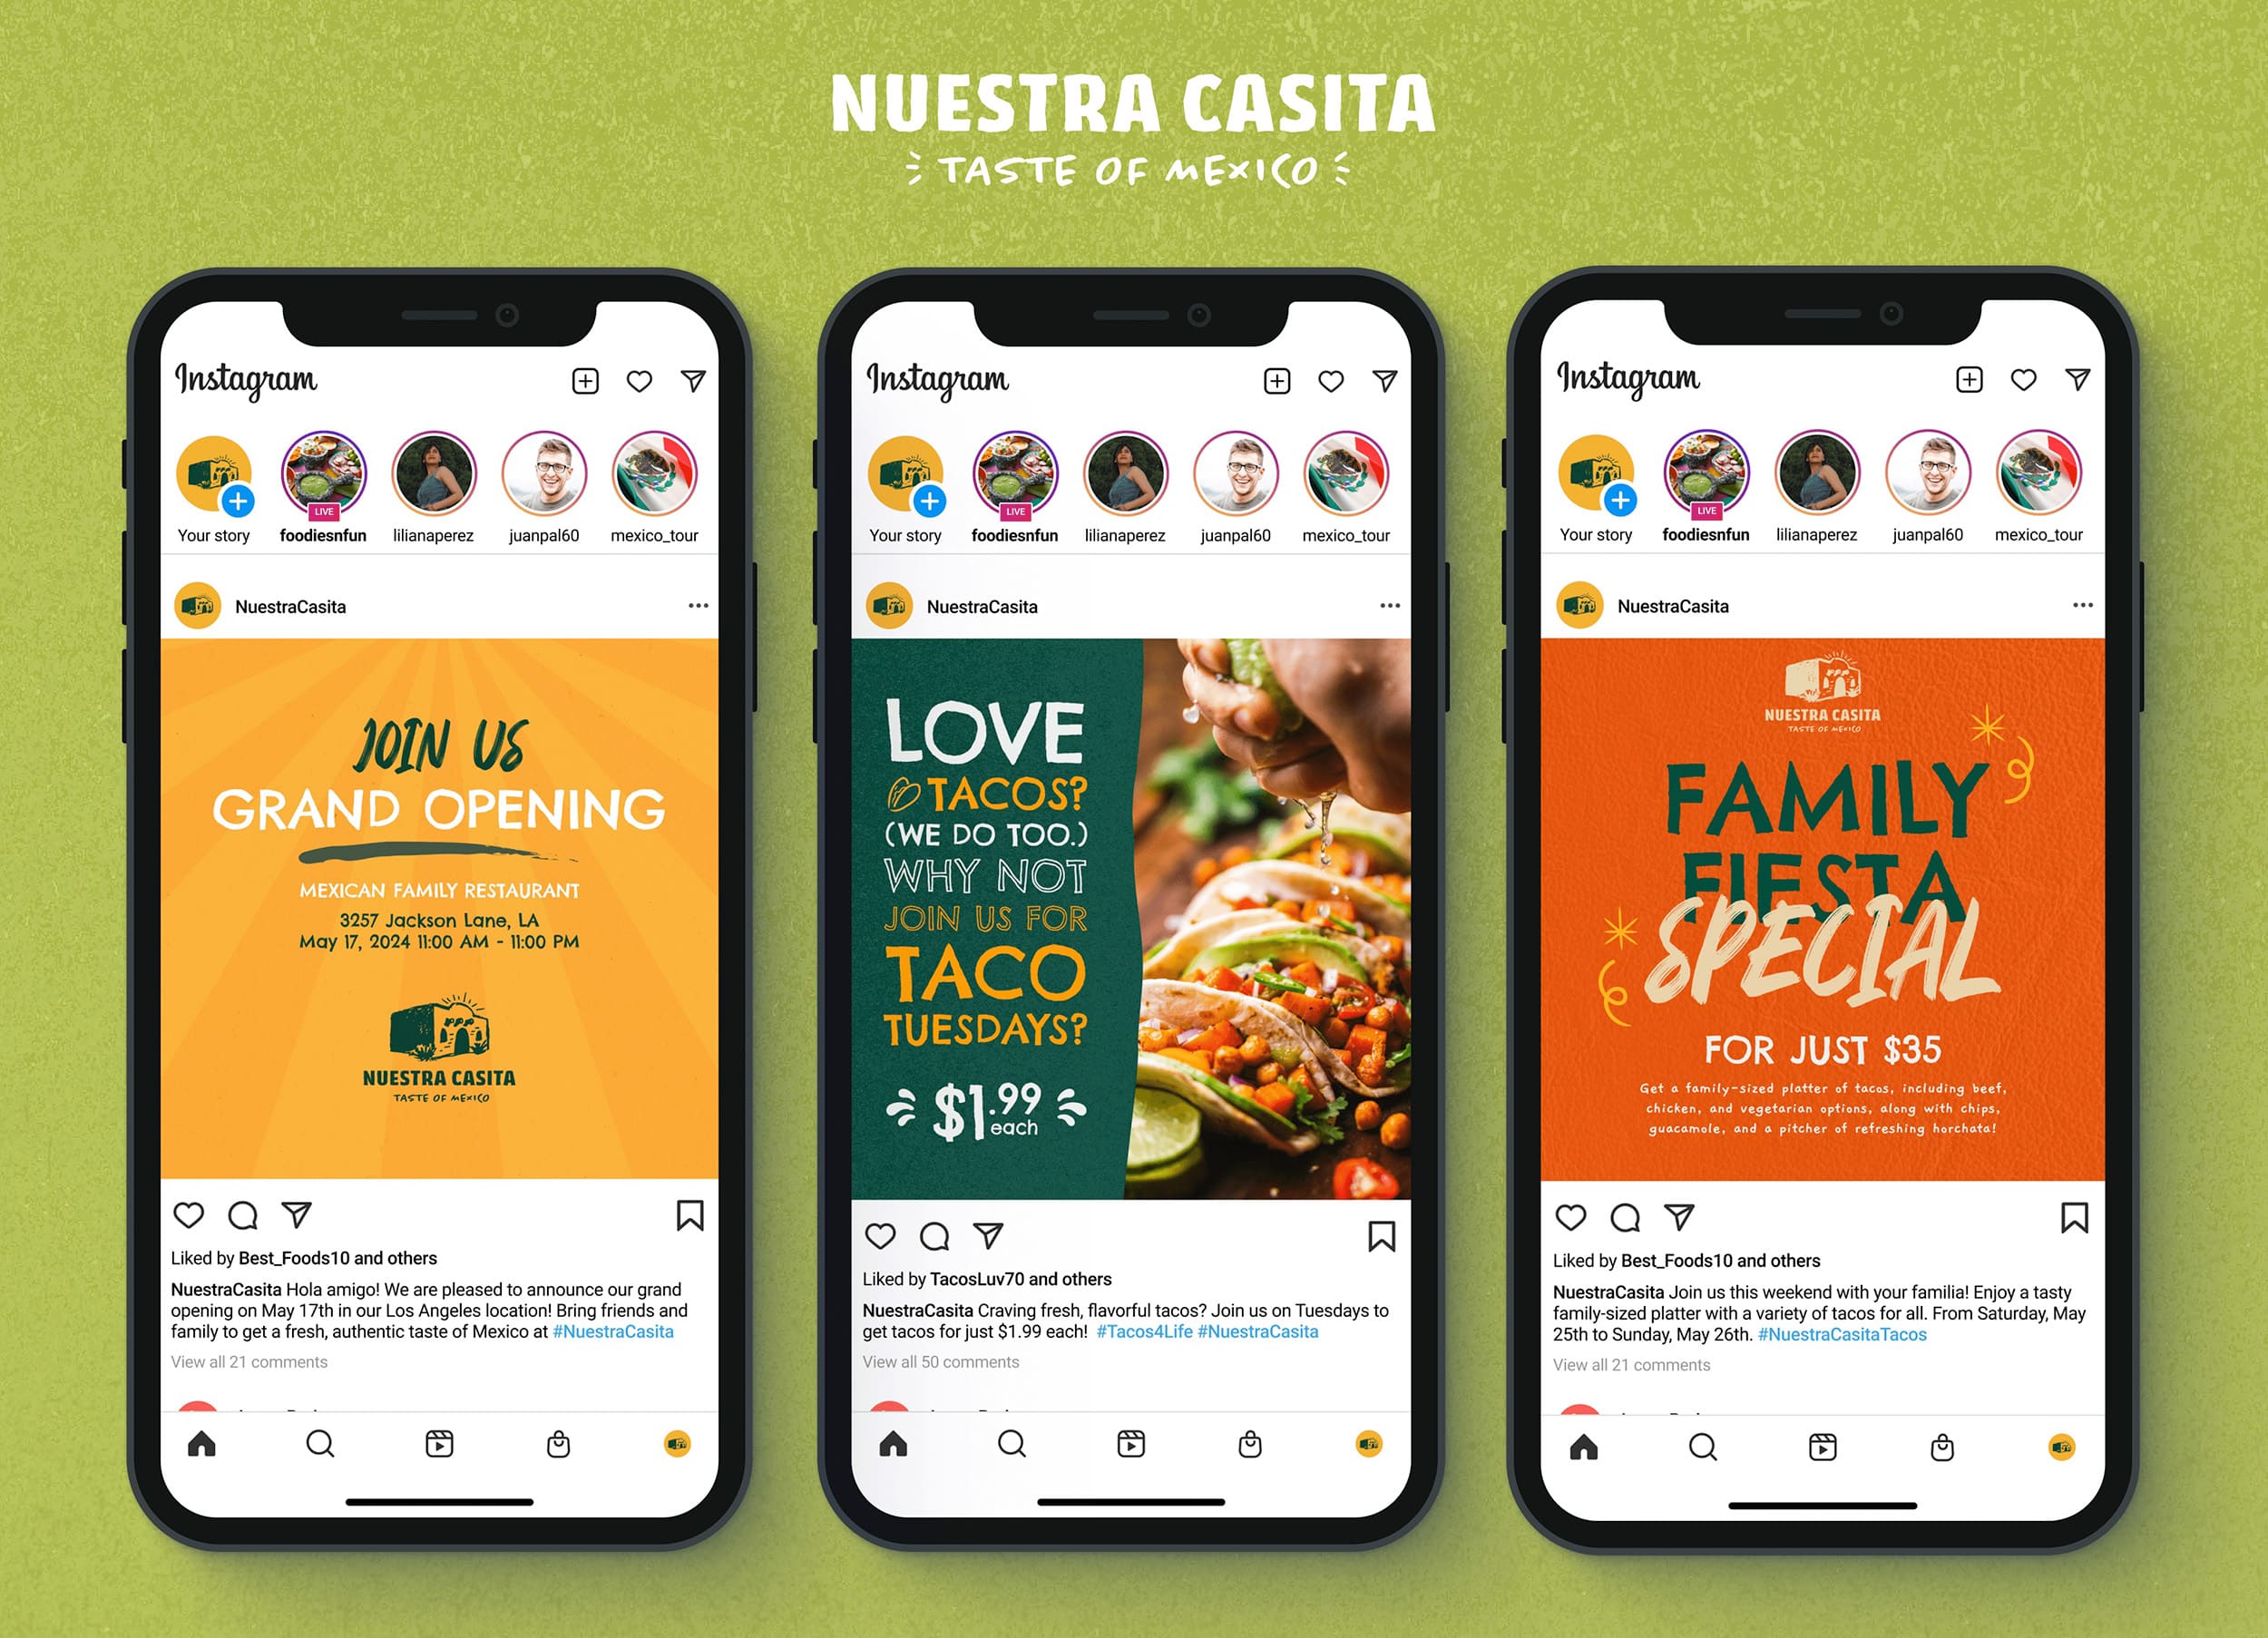 NUESTRA CASITA
TASTE OF MEXICO
Instagram
LIVE
Your story
foodiesnfun
lilianaperez
juanpal60
mexico_tour
NuestraCasita
JOIN US
GRAND OPENING
MEXICAN FAMILY RESTAURANT
3257 Jackson Lane, LA
May 17, 2024 11:00 AM - 11:00 PM
NUESTRA CASITA
TASTE OF MEXICO
Liked by Best_Foods10 and others
NuestraCasita Hola amigo! We are pleased to announce our grand
opening on May 17th in our Los Angeles location! Bring friends and
family to get a fresh, authentic taste of Mexico at #NuestraCasita
View all 21 comments
Instagram
LIVE
Your story
foodiesnfun
lilianaperez
juanpal60
mexico_tour
NuestraCasita
LOVE
TACOS?
(WE DO TOO.)
WHY NOT
JOIN US FOR
TACO
TUESDAYS?
$1.99
each
Liked by TacosLuv70 and others
NuestraCasita Craving fresh, flavorful tacos? Join us on Tuesdays to
get tacos for just $1.99 each! #Tacos4Life #NuestraCasita
View all 50 comments
Instagram
LIVE
Your story
foodiesnfun
lilianaperez
juanpal60
mexico_tour
NuestraCasita
NUESTRA CASITA
TASTE OF MEXICO
FAMILY
FIESTA
SPECIAL
FOR JUST $35
Get a family-sized platter of tacos, including beef,
chicken, and vegetarian options, along with chips,
guacamole, and a pitcher of refreshing horchata!
Liked by Best_Foods10 and others
NuestraCasita Join us this weekend with your familia! Enjoy a tasty
family-sized platter with a variety of tacos for all. From Saturday, May
25th to Sunday, May 26th. #NuestraCasitaTacos
View all 21 comments